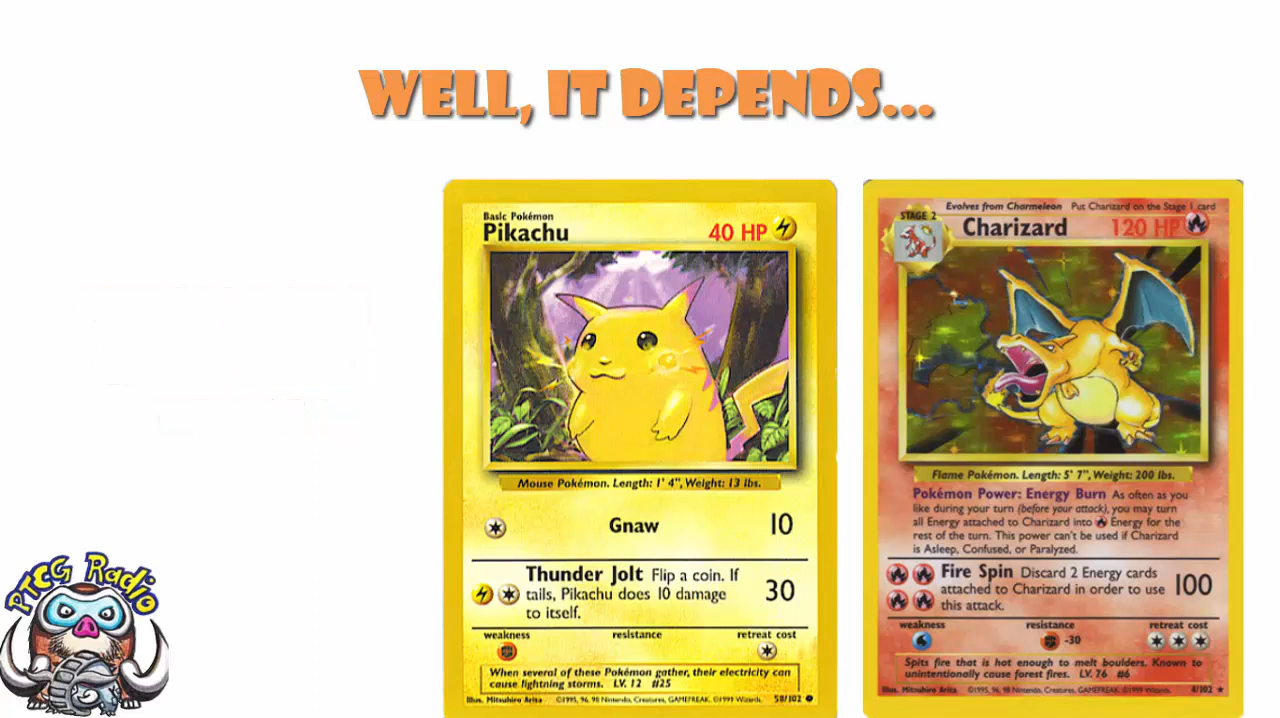 WELL, IT DEPENDS...
Basic Pokémon
Pikachu
40 HP
Mouse Pokémon. Length: 1' 4", Weight: 13 lbs.
Gnaw 10
Thunder Jolt Flip a coin. If
tails, Pikachu does 10 damage
to itself.
30
weakness resistance retreat cost
When several of these Pokémon gather, their electricity can
cause lightning storms. LV. 12 #25
Illus. Mitsuhiro Arita ©1995, 96, 98 Nintendo, Creatures, GAMEFREAK. ©1999 Wizards. 58/102
Evolves from Charmeleon Put Charizard on the Stage 1 card
STAGE 2
Charizard
120 HP
Flame Pokémon. Length: 5' 7", Weight: 200 lbs.
Pokémon Power: Energy Burn As often as you
like during your turn (before your attack), you may turn
all Energy attached to Charizard into Energy for the
rest of the turn. This power can't be used if Charizard
is Asleep, Confused, or Paralyzed.
Fire Spin Discard 2 Energy cards
attached to Charizard in order to use
this attack.
100
weakness resistance retreat cost
-30
Spits fire that is hot enough to melt boulders. Known to
unintentionally cause forest fires. LV. 76 #6
Illus. Mitsuhiro Arita ©1995, 96, 98 Nintendo, Creatures, GAMEFREAK. ©1999 Wizards. 4/102
PTCG Radio